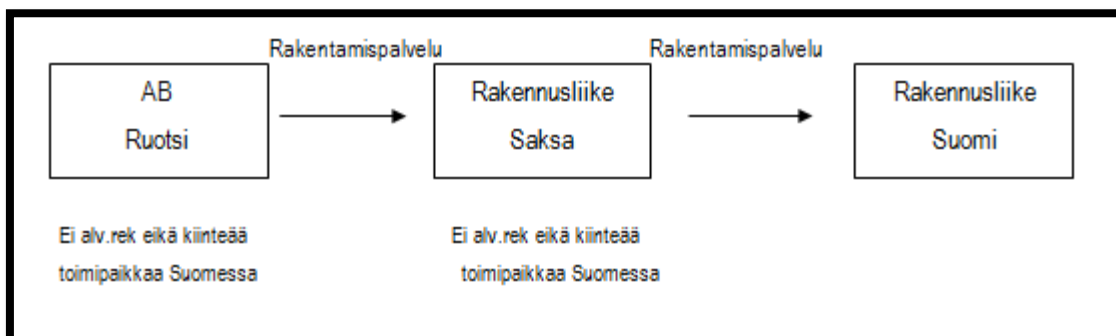 Rakentamispalvelu
Rakentamispalvelu
AB
Ruotsi
Rakennusliike
Saksa
Rakennusliike
Suomi
Ei alv.rek eikä kiinteää
toimipaikkaa Suomessa
Ei alv.rek eikä kiinteää
toimipaikkaa Suomessa